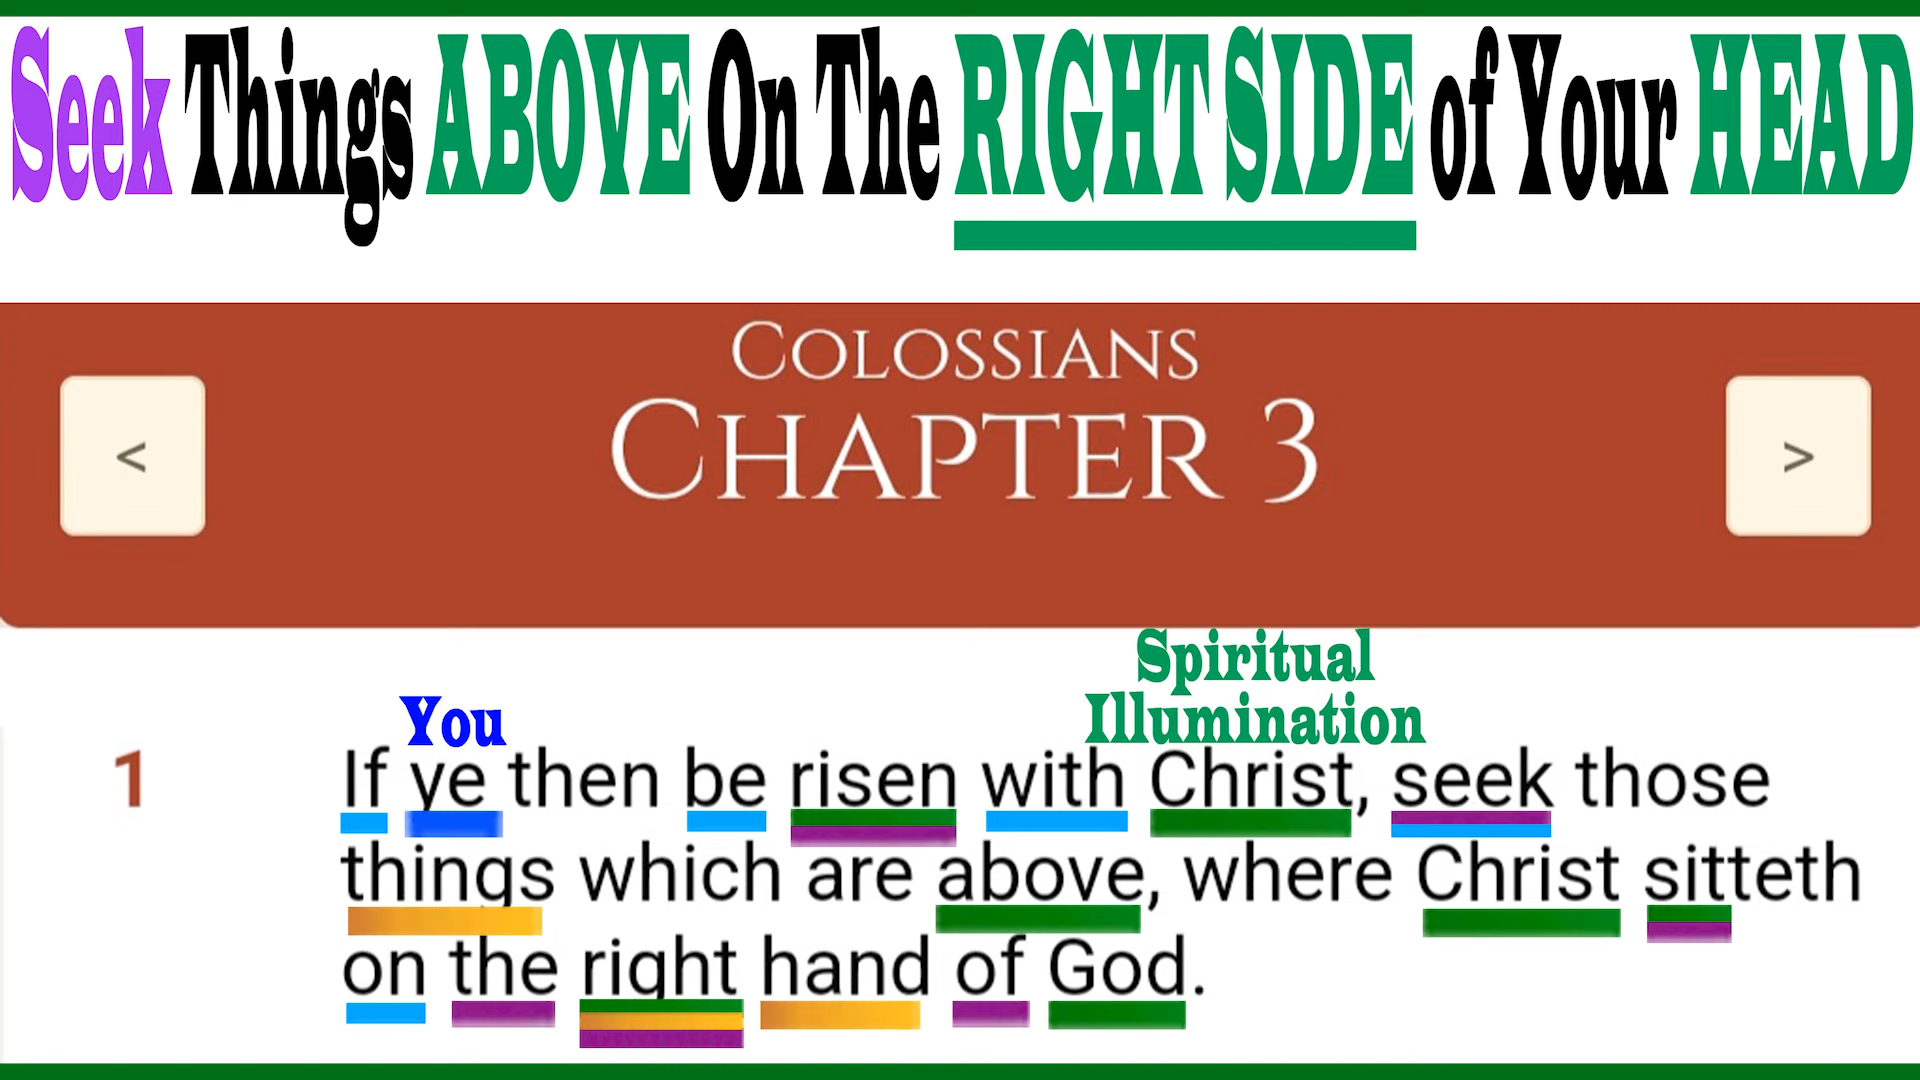 Seek Things ABOVE On The RIGHT SIDE of Your HEAD
COLOSSIANS
CHAPTER 3
<
>
Spiritual
Illumination
You
1 If ye then be risen with Christ, seek those
things which are above, where Christ sitteth
on the right hand of God.